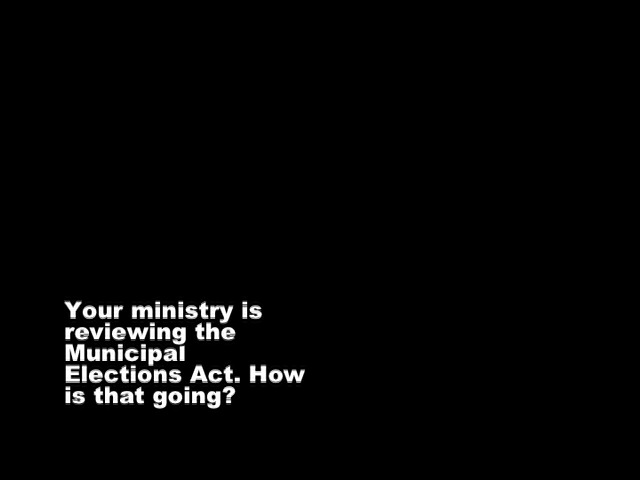 Your ministry is
reviewing the
Municipal
Elections Act. How
is that going?